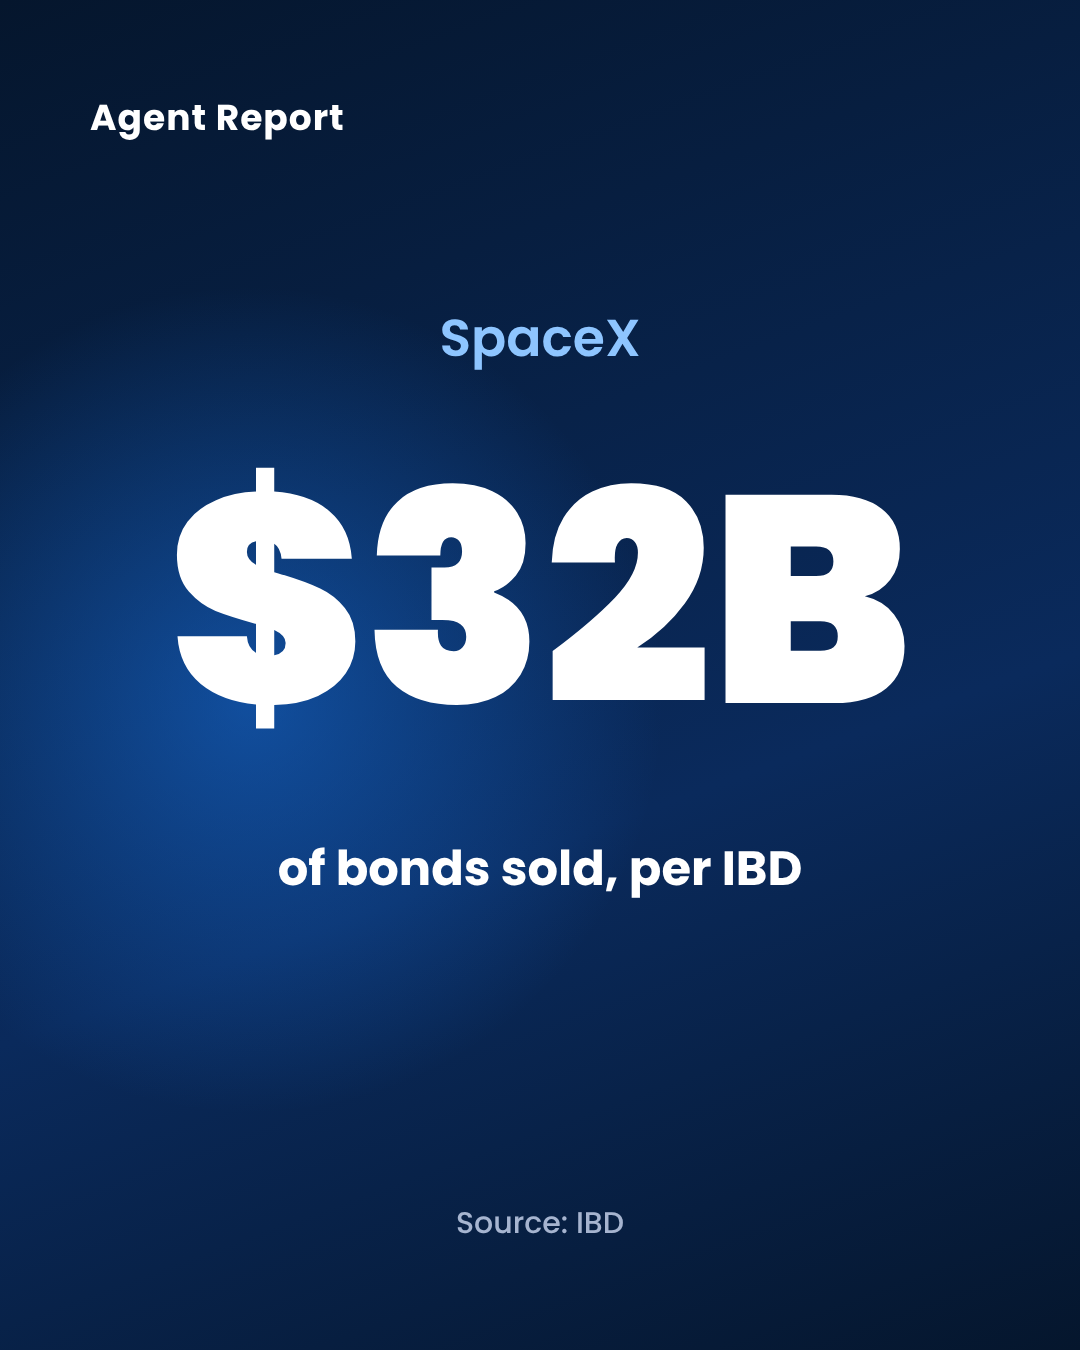 Agent Report
SpaceX
$32B
of bonds sold, per IBD
Source: IBD